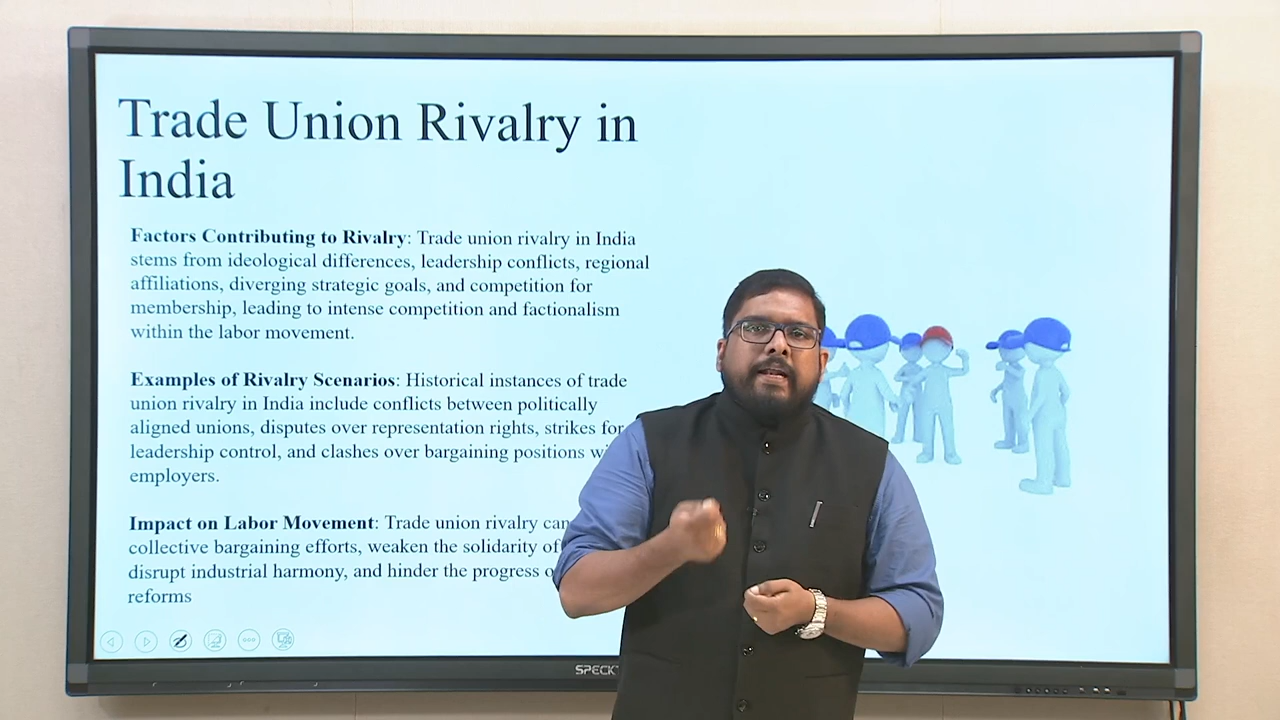 Trade Union Rivalry in
India
Factors Contributing to Rivalry: Trade union rivalry in India
stems from ideological differences, leadership conflicts, regional
affiliations, diverging strategic goals, and competition for
membership, leading to intense competition and factionalism
within the labor movement.
Examples of Rivalry Scenarios: Historical instances of trade
union rivalry in India include conflicts between politically
aligned unions, disputes over representation rights, strikes for
leadership control, and clashes over bargaining positions
employers.
Impact on Labor Movement: Trade union rivalry can
collective bargaining efforts, weaken the solidarity of
disrupt industrial harmony, and hinder the progress
reforms